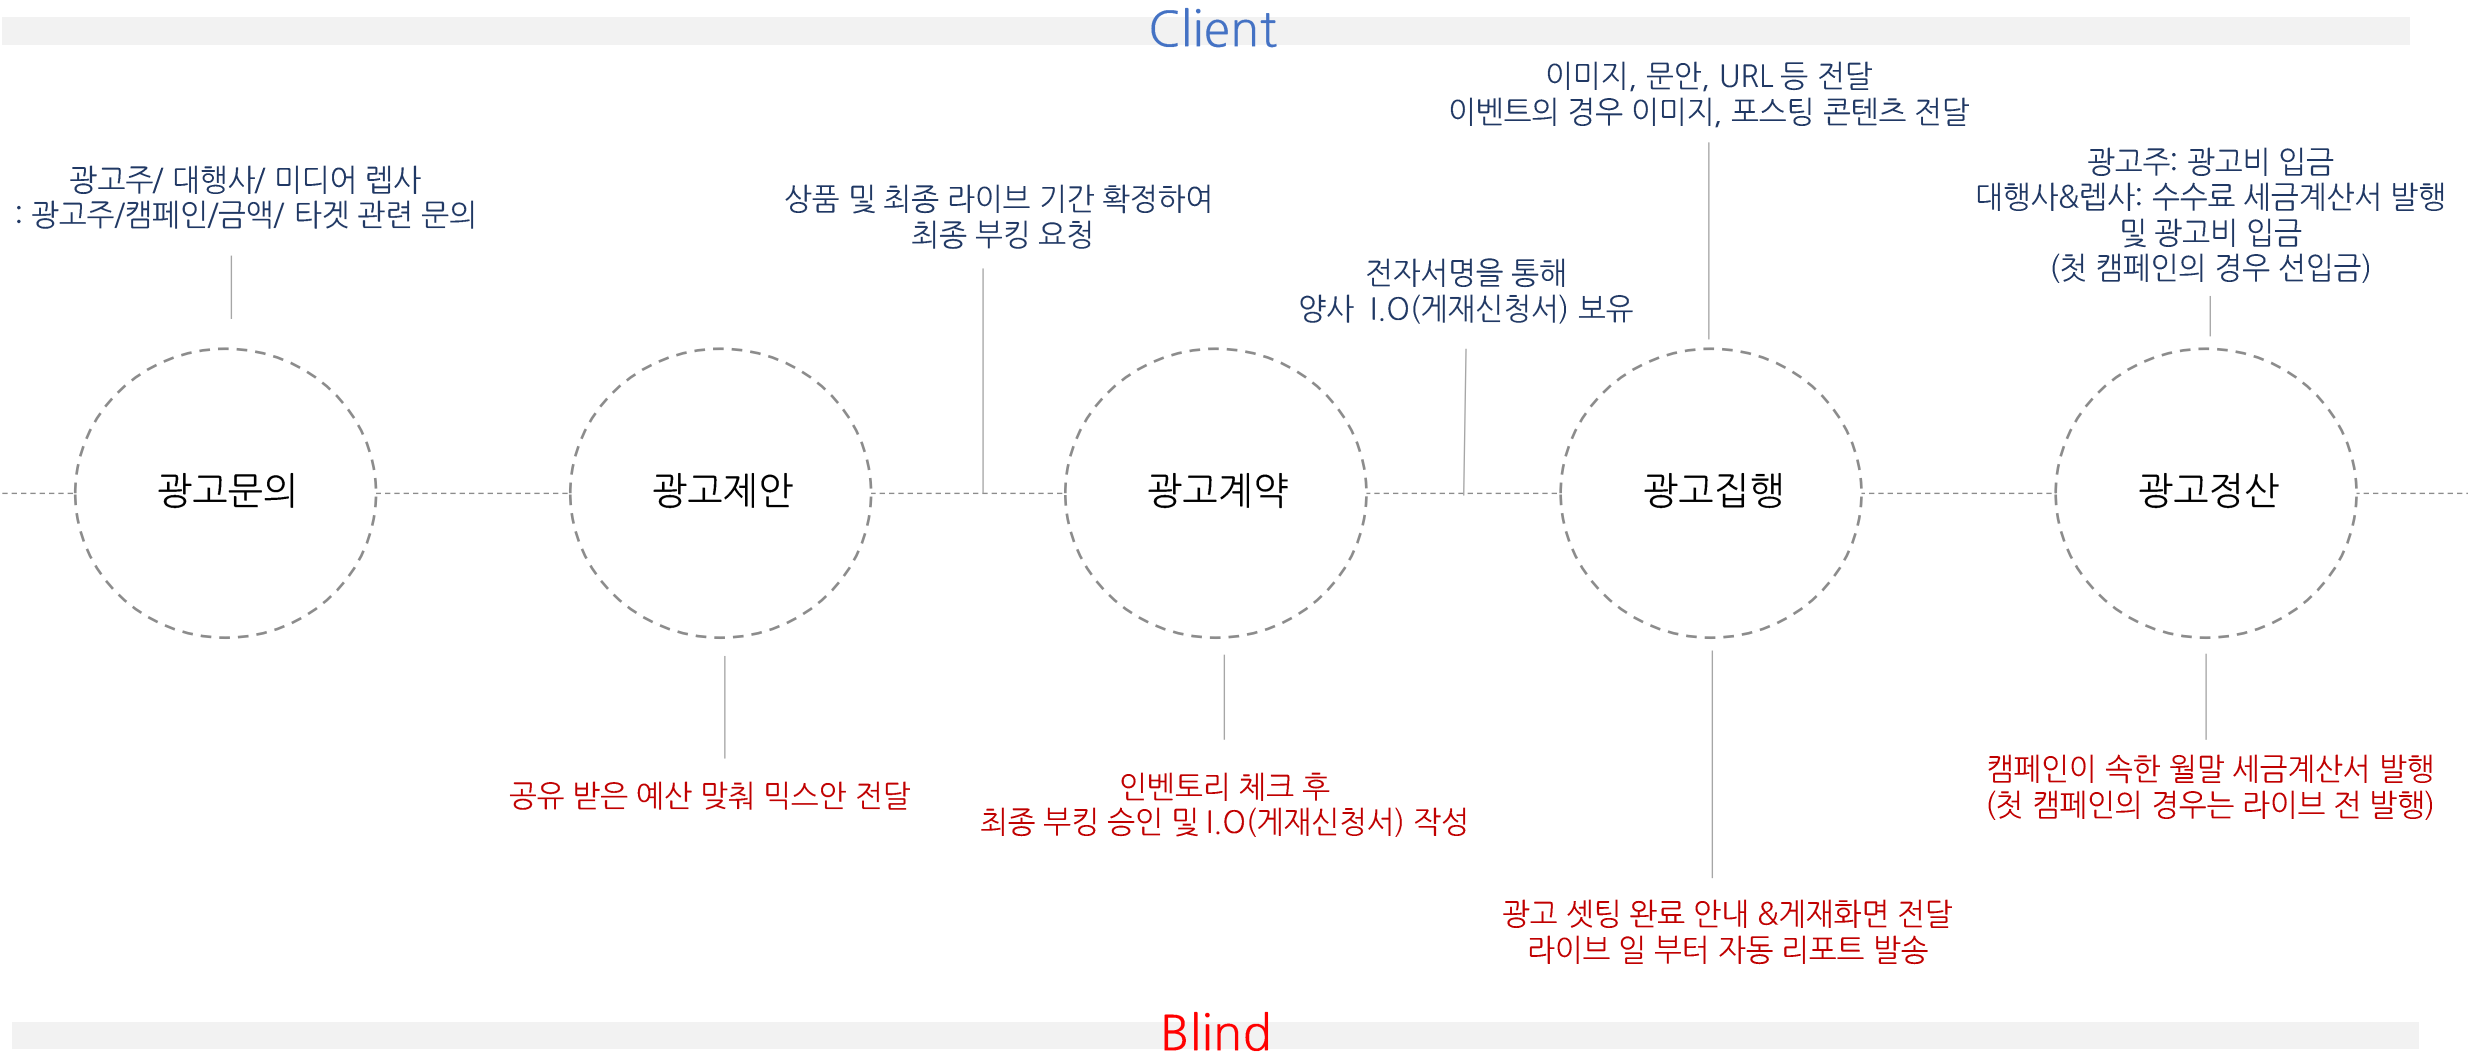 Client
이미지, 문안, URL 등 전달
이벤트의 경우 이미지, 포스팅 콘텐츠 전달
광고주/ 대행사/ 미디어 렙사
: 광고주/캠페인/금액/ 타겟 관련 문의
상품 및 최종 라이브 기간 확정하여
최종 부킹 요청
전자서명을 통해
양사 I.O(게재신청서) 보유
광고주: 광고비 입금
대행사&렙사: 수수료 세금계산서 발행
및 광고비 입금
(첫 캠페인의 경우 선입금)
광고문의
광고제안
광고계약
광고집행
광고정산
공유 받은 예산 맞춰 믹스안 전달
인벤토리 체크 후
최종 부킹 승인 및 I.O(게재신청서) 작성
광고 셋팅 완료 안내 &게재화면 전달
라이브 일 부터 자동 리포트 발송
캠페인이 속한 월말 세금계산서 발행
(첫 캠페인의 경우는 라이브 전 발행)
Blind